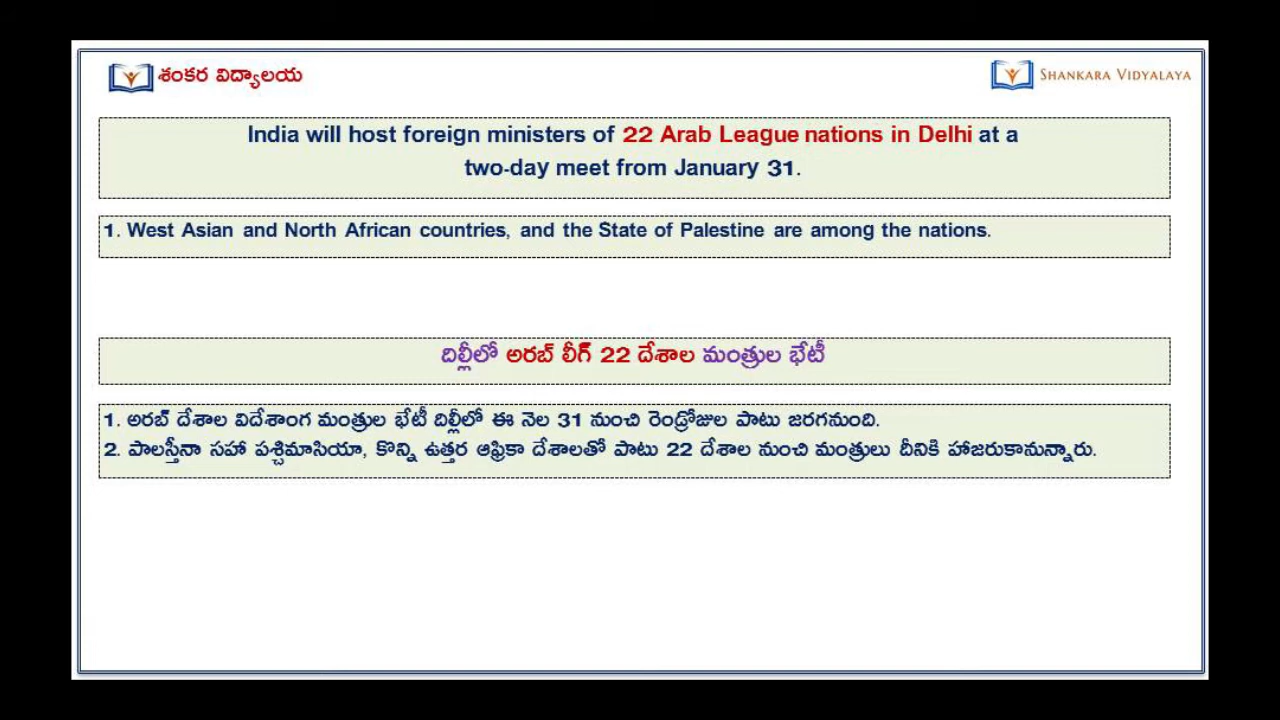 శంకర విద్యాలయ
SHANKARA VIDYALAYA
India will host foreign ministers of 22 Arab League nations in Delhi at a
two-day meet from January 31.
1. West Asian and North African countries, and the State of Palestine are among the nations.
దిల్లీలో అరబ్ లీగ్ 22 దేశాల మంత్రుల భేటీ
1. అరబ్ దేశాల విదేశాంగ మంత్రుల భేటీ దిల్లీలో ఈ నెల 31 నుంచి రెండ్రోజుల పాటు జరగనుంది.
2. పాలస్తీనా సహా పశ్చిమాసియా, కొన్ని ఉత్తర ఆఫ్రికా దేశాలతో పాటు 22 దేశాల నుంచి మంత్రులు దీనికి హాజరుకానున్నారు.